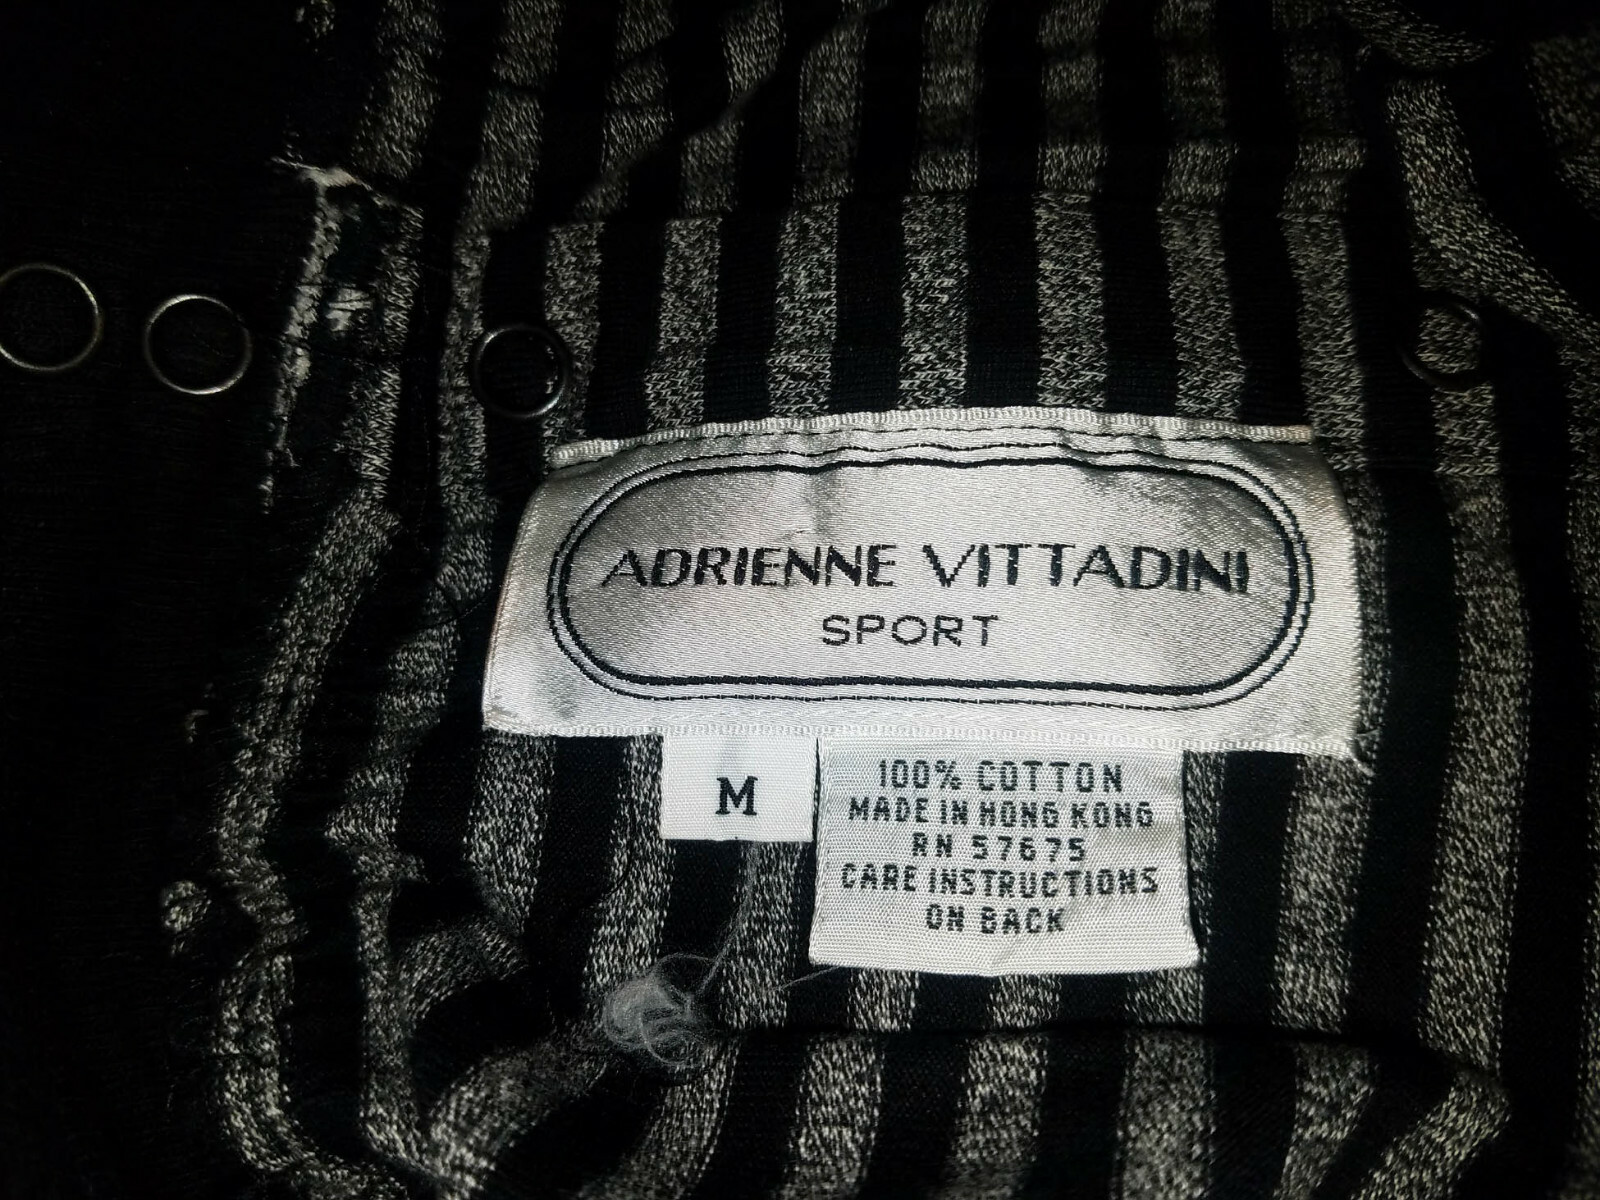 ADRIENNE VITTADINI
SPORT
M
100% COTTON
MADE IN HONG KONG
RN 57675
CARE INSTRUCTIONS
ON BACK